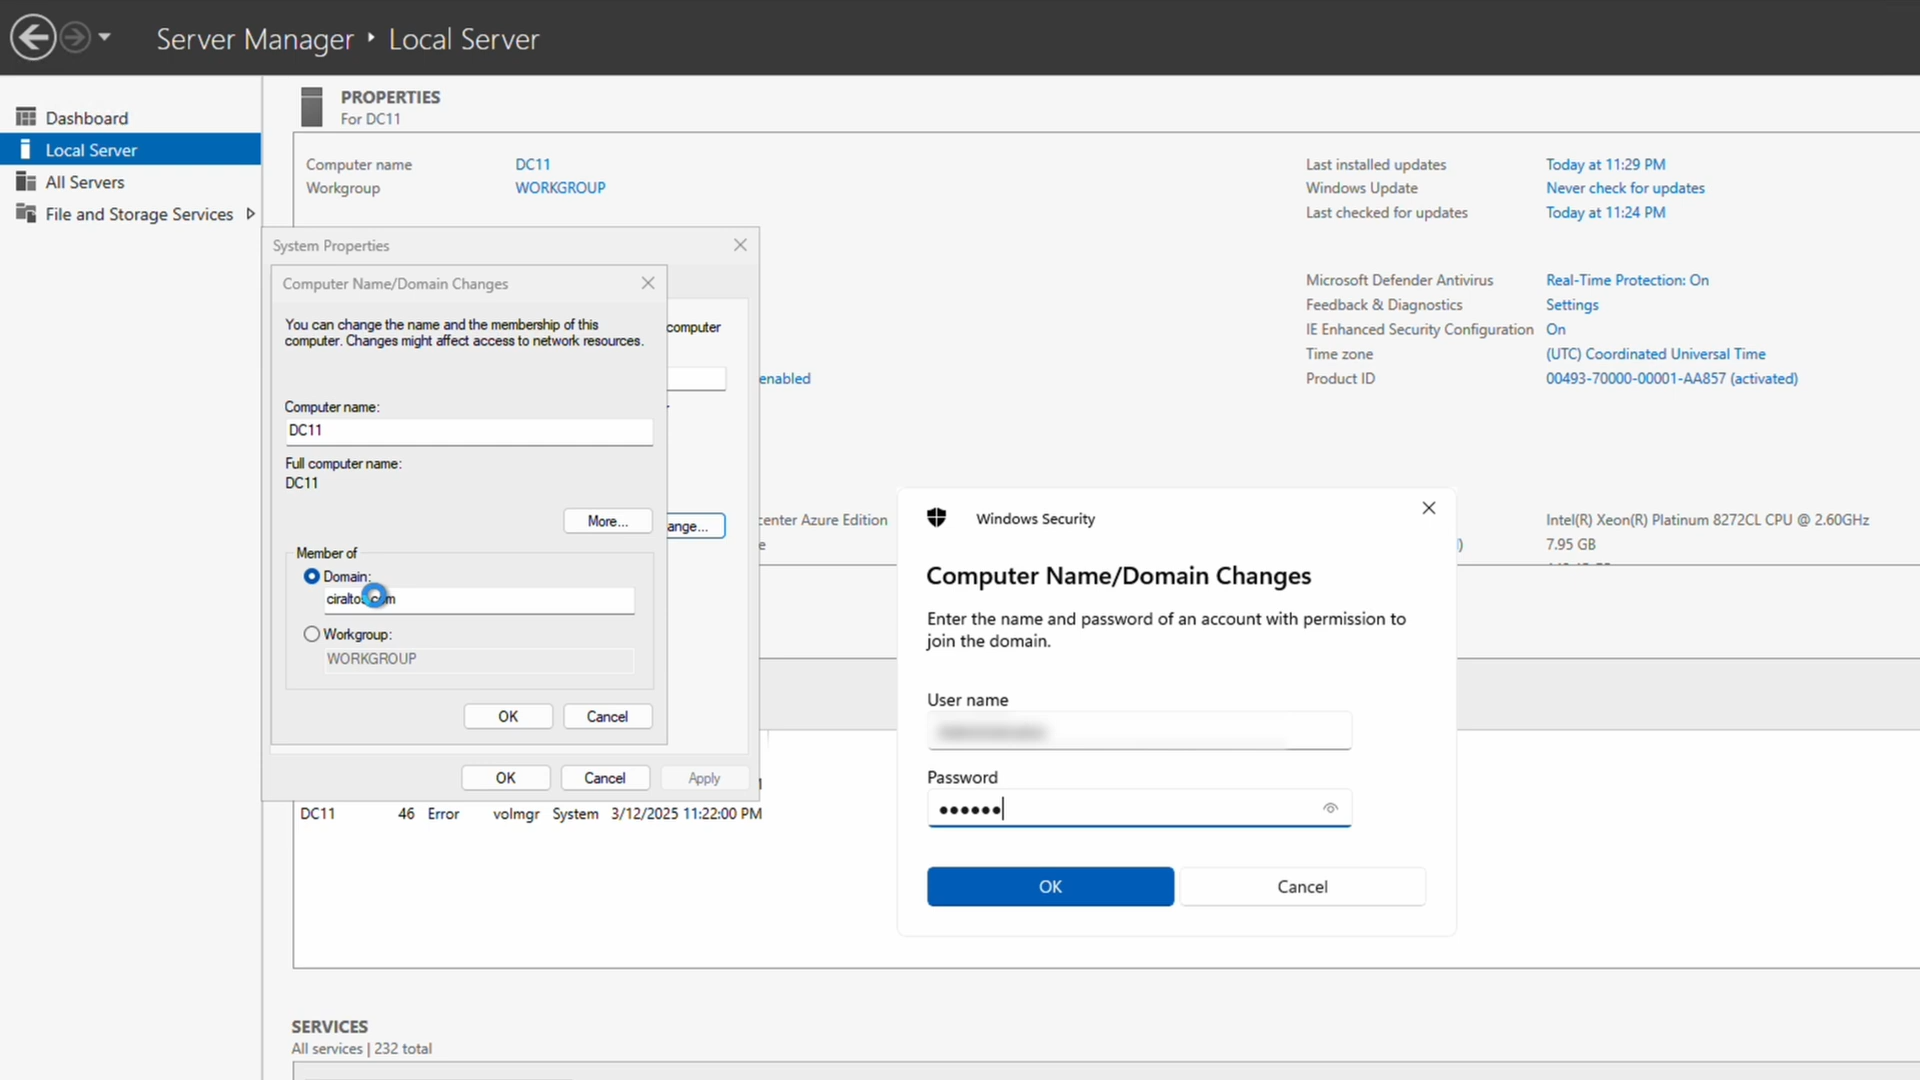 Server Manager ‣ Local Server
Dashboard
Local Server
All Servers
File and Storage Services
PROPERTIES
For DC11
Computer name DC11
Workgroup WORKGROUP
Last installed updates Today at 11:29 PM
Windows Update Never check for updates
Last checked for updates Today at 11:24 PM
Microsoft Defender Antivirus Real-Time Protection: On
Feedback & Diagnostics Settings
IE Enhanced Security Configuration On
Time zone (UTC) Coordinated Universal Time
Product ID 00493-70000-00001-AA857 (activated)
enabled
center Azure Edition
Intel(R) Xeon(R) Platinum 8272CL CPU @ 2.60GHz
7.95 GB
System Properties
computer
ange...
Computer Name/Domain Changes
You can change the name and the membership of this
computer. Changes might affect access to network resources.
Computer name:
DC11
Full computer name:
DC11
More...
Member of
Domain:
Workgroup:
WORKGROUP
OK Cancel
OK Cancel Apply
DC11 46 Error volmgr System 3/12/2025 11:22:00 PM
Windows Security
Computer Name/Domain Changes
Enter the name and password of an account with permission to
join the domain.
User name
Password
••••••
OK Cancel
SERVICES
All services | 232 total